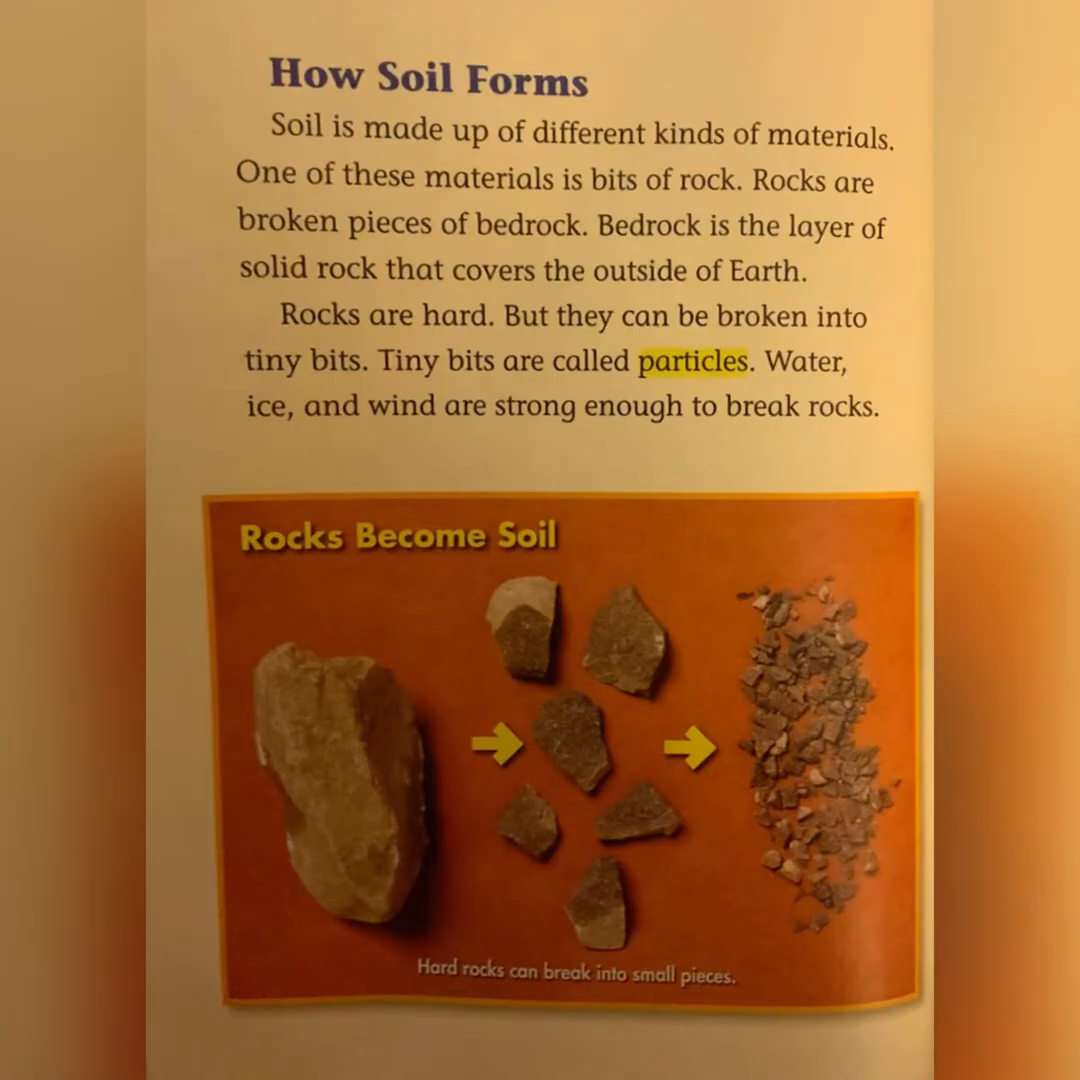 How Soil Forms
Soil is made up of different kinds of materials.
One of these materials is bits of rock. Rocks are
broken pieces of bedrock. Bedrock is the layer of
solid rock that covers the outside of Earth.
Rocks are hard. But they can be broken into
tiny bits. Tiny bits are called particles. Water,
ice, and wind are strong enough to break rocks.
Rocks Become Soil
Hard rocks can break into small pieces.